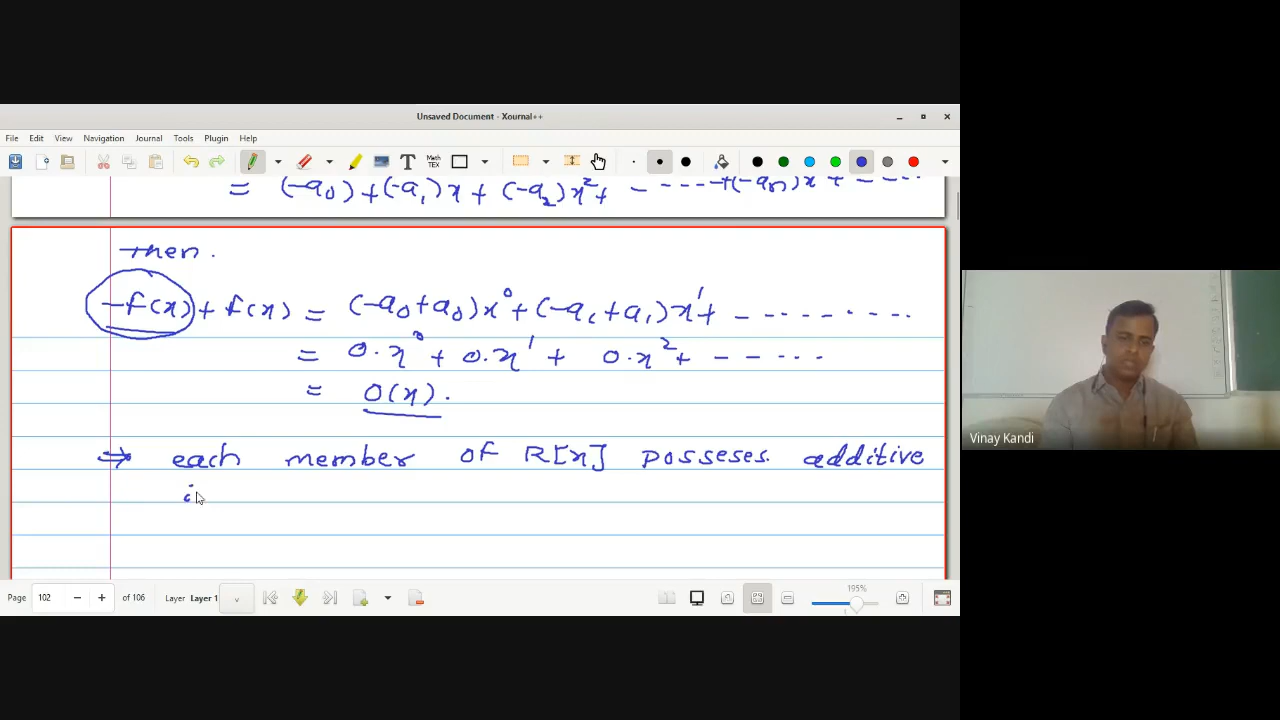 Unsaved Document - Xournal++
File Edit View Navigation Journal Tools Plugin Help
= (-a₀) + (-a₁)x + (-a₂)x² + - - - - - + (-aₙ)x + - - - -
Then.
-f(x) + f(x) = (-a₀+a₀)x⁰ + (-a₁+a₁)x¹ + - - - - - - - -
= 0·x⁰ + 0·x¹ + 0·x² + - - - - -
= 0(x).
⇒ each member of R[x] posseses additive
i
Vinay Kandi
Page 102 of 106 Layer Layer 1 195%